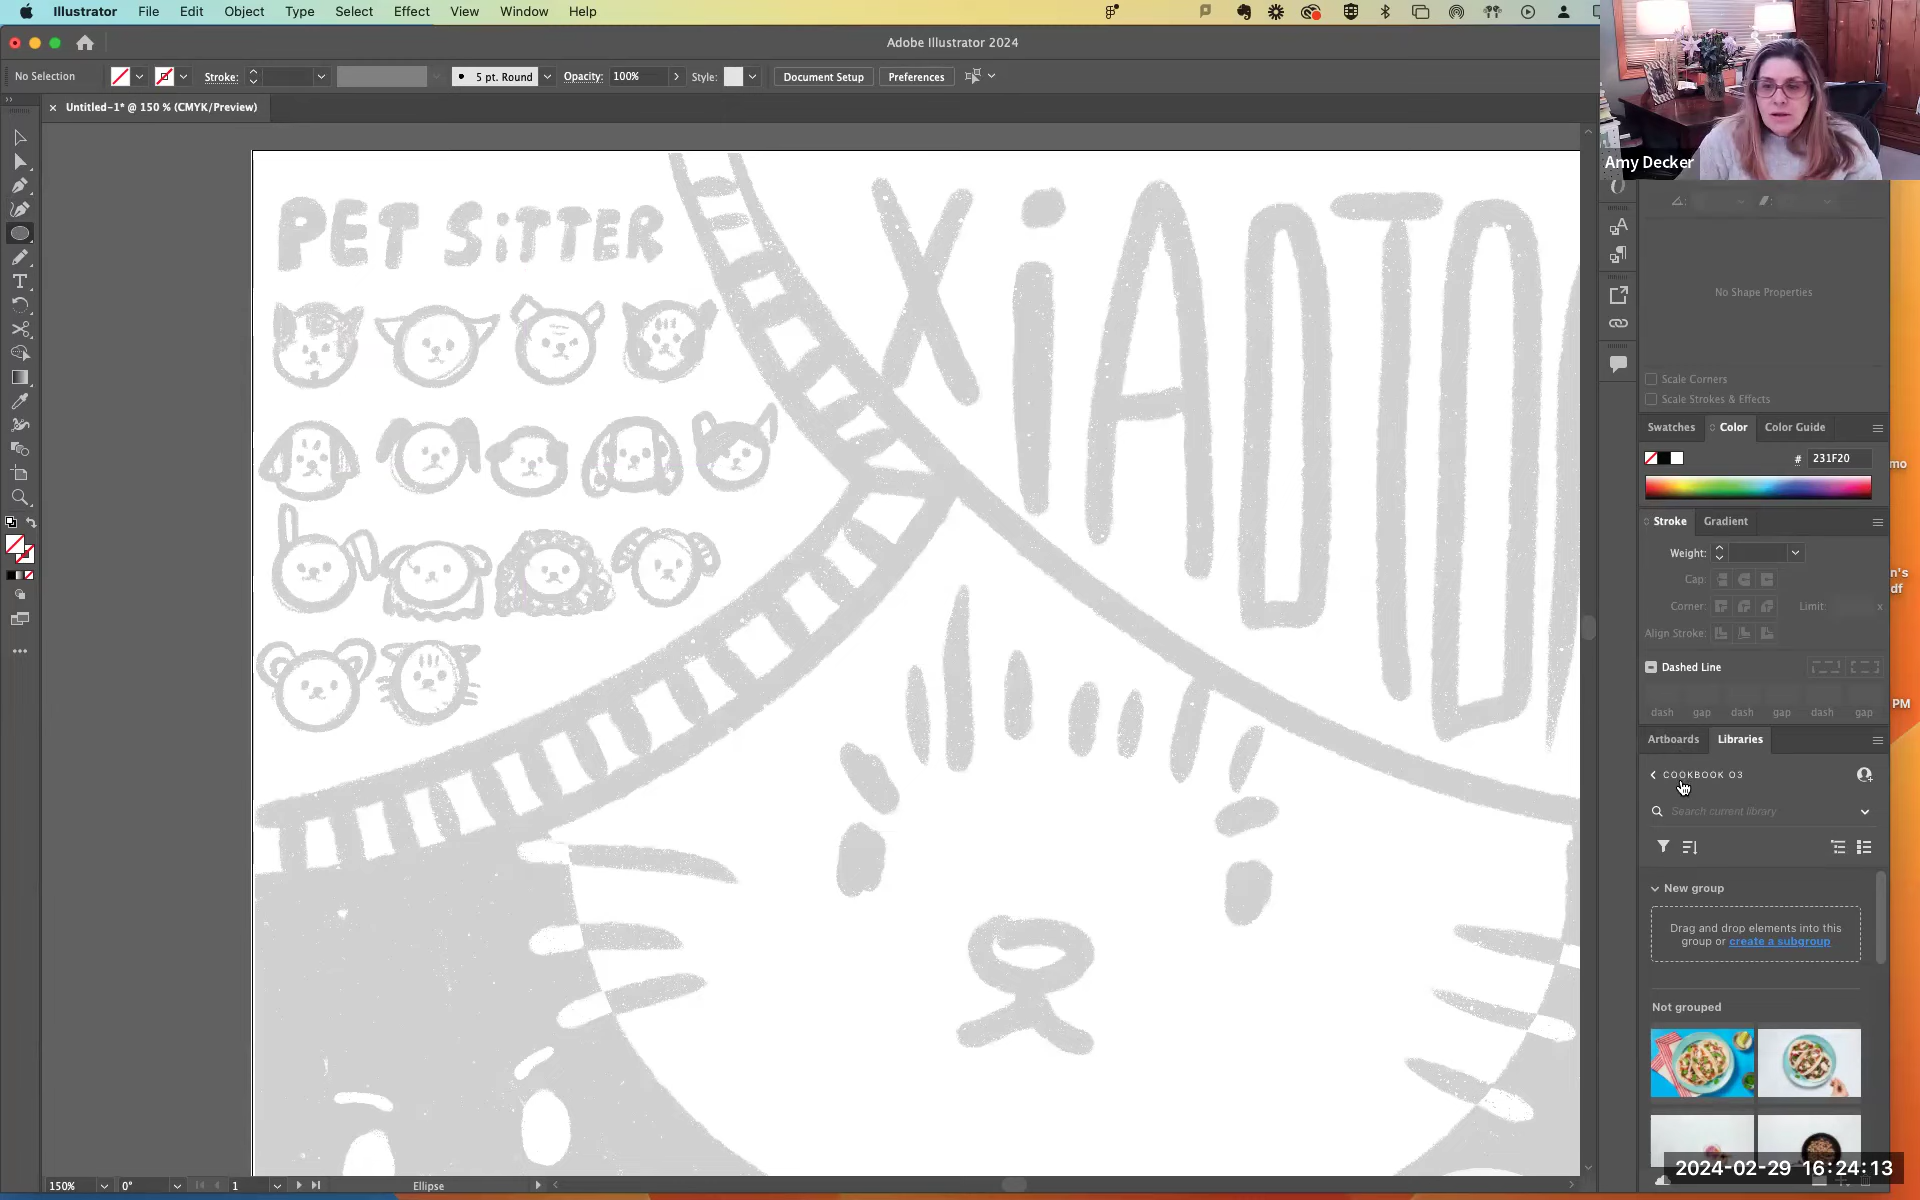 Illustrator File Edit Object Type Select Effect View Window Help
Adobe Illustrator 2024
No Selection Stroke: 5 pt. Round Opacity: 100% Style: Document Setup Preferences
Untitled-1* @ 150 % (CMYK/Preview)
Amy Decker
PET SiTTER
XiAOTO
No Shape Properties
Scale Corners
Scale Strokes & Effects
Swatches Color Color Guide
# 231F20
Stroke Gradient
Weight:
Cap:
Corner: Limit: x
Align Stroke:
Dashed Line
dash gap dash gap dash gap
PM
Artboards Libraries
COOKBOOK 03
Search current library
New group
Drag and drop elements into this
group or create a subgroup
Not grouped
2024-02-29 16:24:13
150% 0° 1 Ellipse